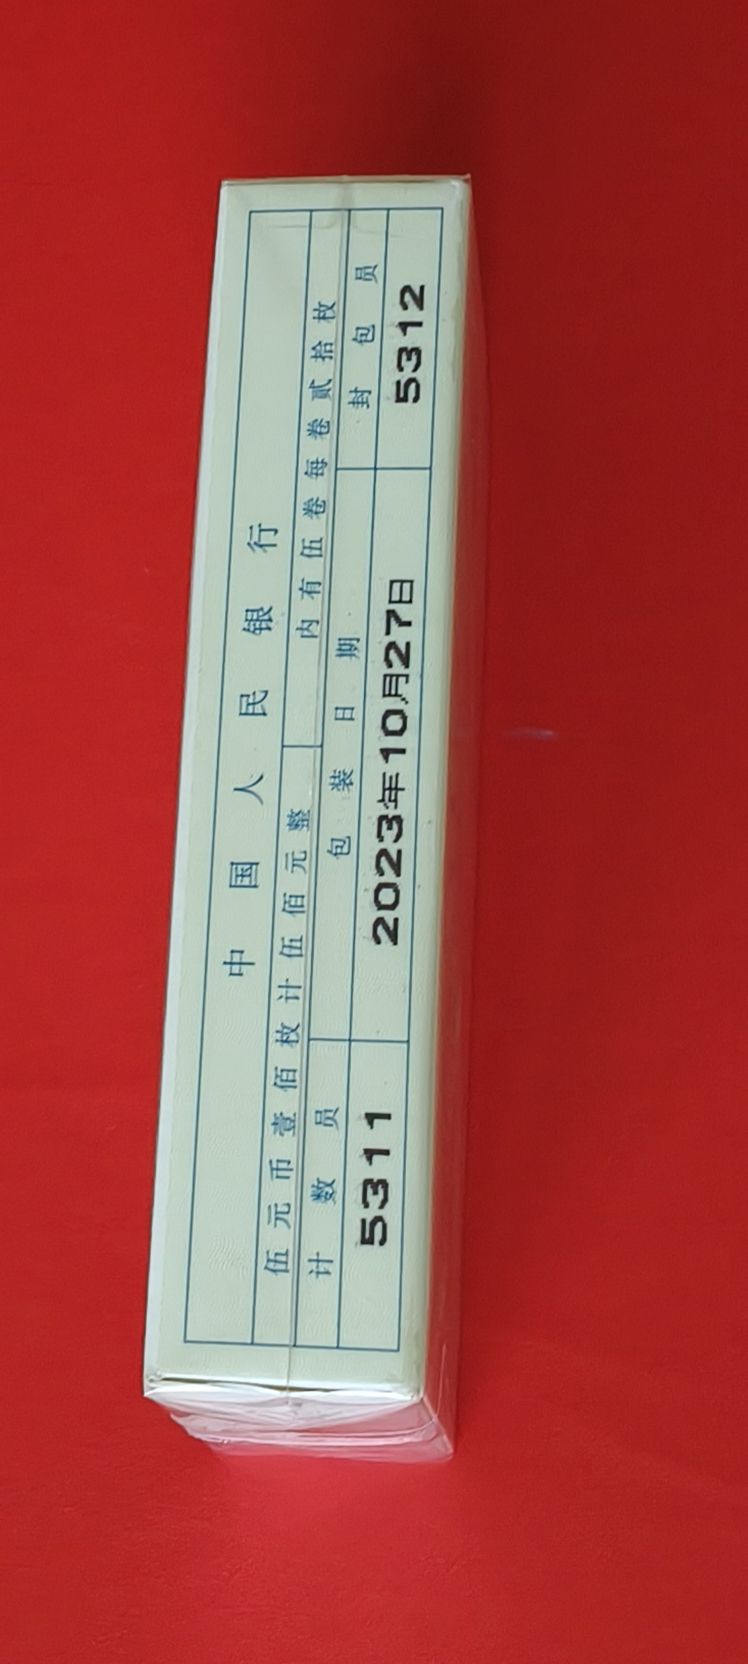 中国人民银行
伍元币壹佰枚计伍佰元整 内有伍卷每卷贰拾枚
计数员 包装日期 封包员
5311 2023年10月27日 5312